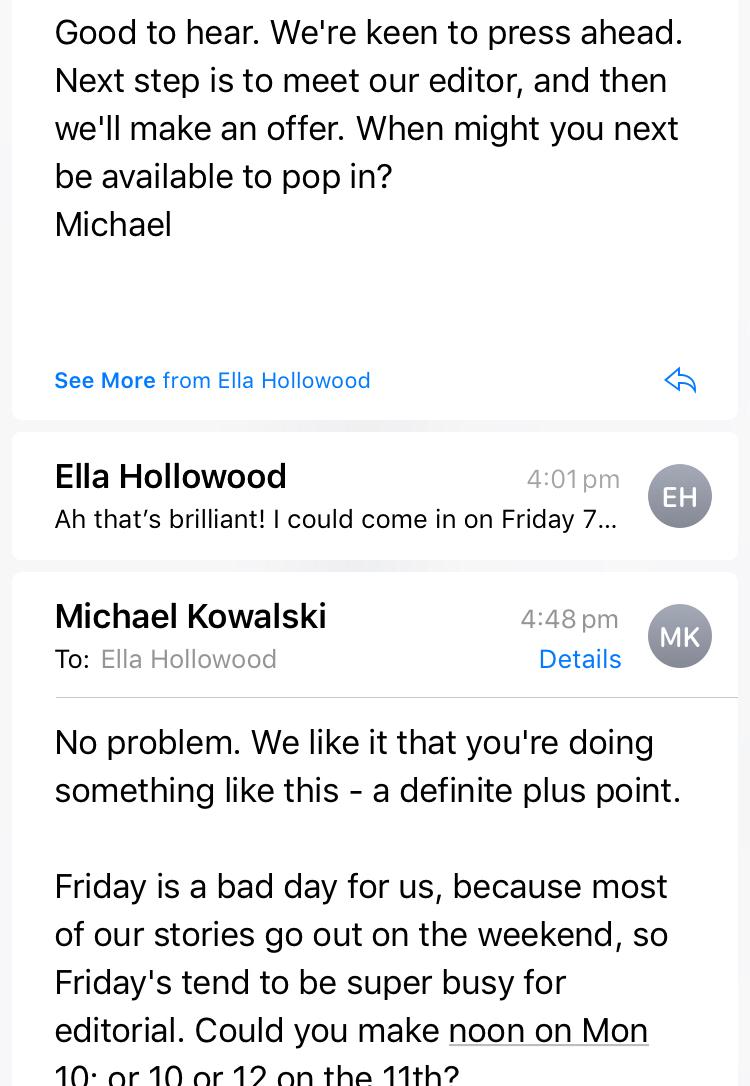 Good to hear. We're keen to press ahead.
Next step is to meet our editor, and then
we'll make an offer. When might you next
be available to pop in?
Michael
See More from Ella Hollowood
Ella Hollowood 4:01 pm EH
Ah that’s brilliant! I could come in on Friday 7...
Michael Kowalski 4:48 pm MK
To: Ella Hollowood Details
No problem. We like it that you're doing
something like this - a definite plus point.
Friday is a bad day for us, because most
of our stories go out on the weekend, so
Friday's tend to be super busy for
editorial. Could you make noon on Mon
10; or 10 or 12 on the 11th?